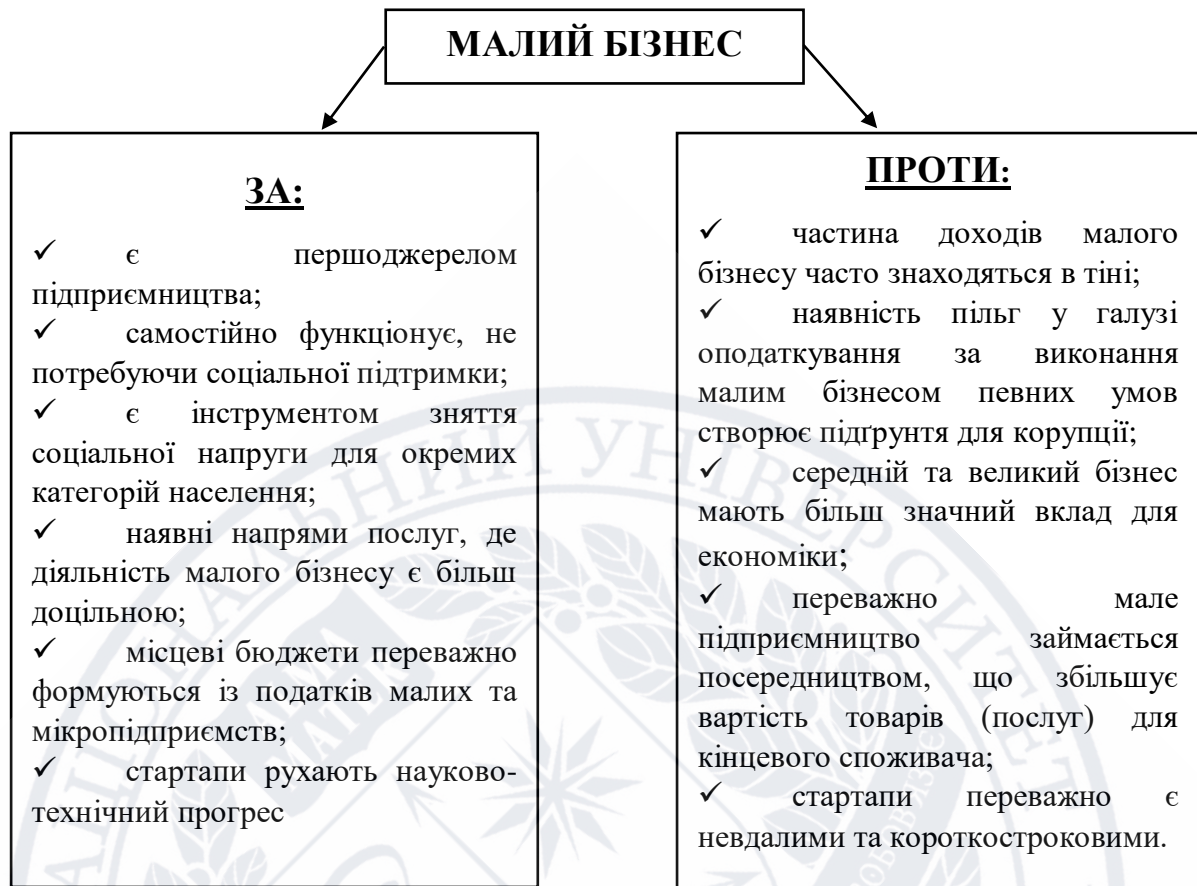 МАЛИЙ БІЗНЕС
ЗА:
✓ є першоджерелом
підприємництва;
✓ самостійно функціонує, не
потребуючи соціальної підтримки;
✓ є інструментом зняття
соціальної напруги для окремих
категорій населення;
✓ наявні напрями послуг, де
діяльність малого бізнесу є більш
доцільною;
✓ місцеві бюджети переважно
формуються із податків малих та
мікропідприємств;
✓ стартапи рухають науково-
технічний прогрес
ПРОТИ:
✓ частина доходів малого
бізнесу часто знаходяться в тіні;
✓ наявність пільг у галузі
оподаткування за виконання
малим бізнесом певних умов
створює підґрунтя для корупції;
✓ середній та великий бізнес
мають більш значний вклад для
економіки;
✓ переважно мале
підприємництво займається
посередництвом, що збільшує
вартість товарів (послуг) для
кінцевого споживача;
✓ стартапи переважно є
невдалими та короткостроковими.